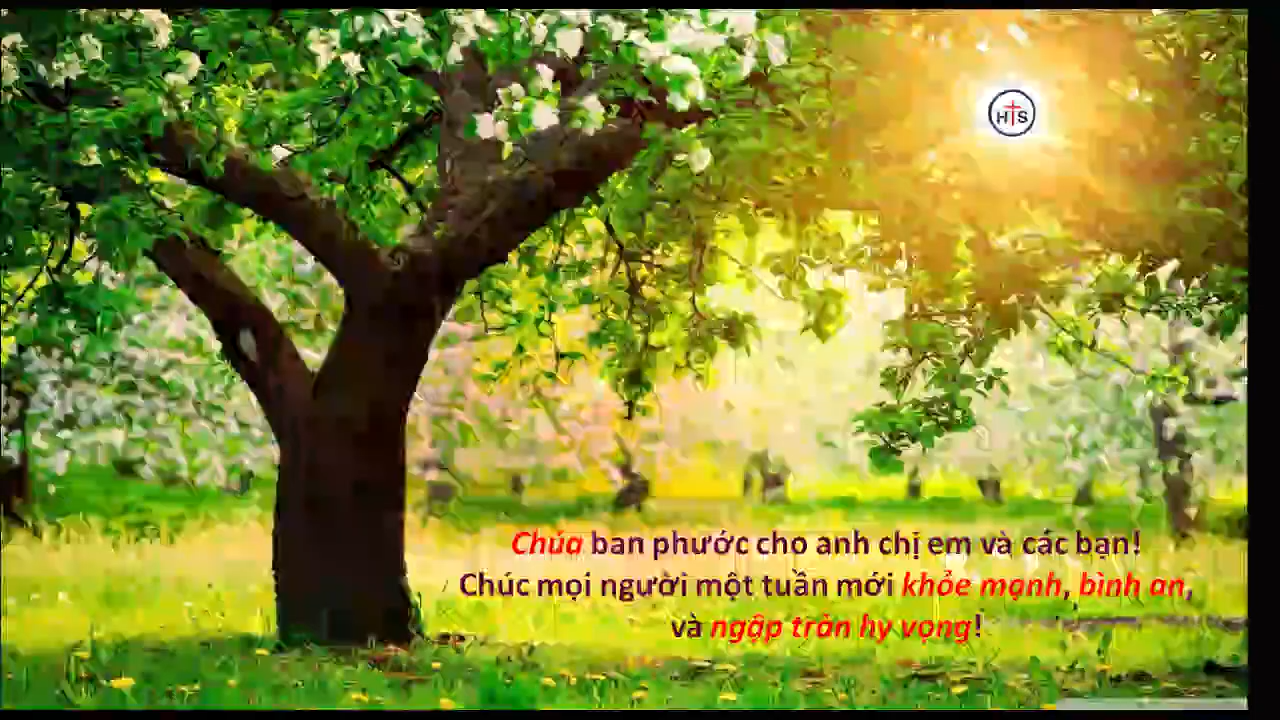 H S
Chúa ban phước cho anh chị em và các bạn!
Chúc mọi người một tuần mới khỏe mạnh, bình an,
và ngập tràn hy vọng!